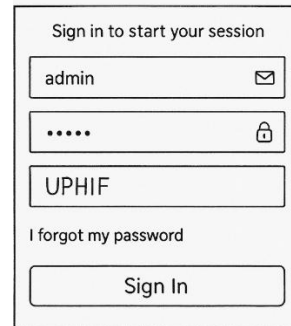 Sign in to start your session
admin
•••••
UPHIF
I forgot my password
Sign In